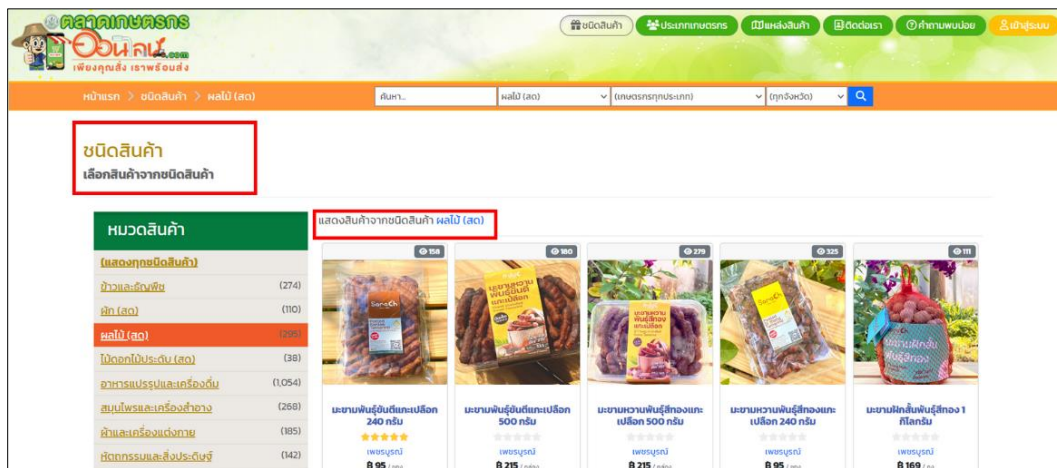 ตลาดเกษตรกร
ออนไลน์.com
เพียงคุณสั่ง เราพร้อมส่ง
ชนิดสินค้า
ประเภทเกษตรกร
แหล่งสินค้า
ติดต่อเรา
คำถามพบบ่อย
เข้าสู่ระบบ
หน้าแรก > ชนิดสินค้า > ผลไม้ (สด)
ค้นหา...
ผลไม้ (สด)
(เกษตรกรทุกประเภท)
(ทุกจังหวัด)
ชนิดสินค้า
เลือกสินค้าจากชนิดสินค้า
หมวดสินค้า
(แสดงทุกชนิดสินค้า)
ข้าวและธัญพืช (274)
ผัก (สด) (110)
ผลไม้ (สด) (295)
ไม้ดอกไม้ประดับ (สด) (38)
อาหารแปรรูปและเครื่องดื่ม (1,054)
สมุนไพรและเครื่องสำอาง (268)
ผ้าและเครื่องแต่งกาย (185)
หัตถกรรมและสิ่งประดิษฐ์ (142)
แสดงสินค้าจากชนิดสินค้า ผลไม้ (สด)
158
มะขามพันธุ์ขันตีแกะเปลือก
240 กรัม
เพชรบูรณ์
฿ 95
180
มะขามพันธุ์ขันตีแกะเปลือก
500 กรัม
เพชรบูรณ์
฿ 215 / กล่อง
279
มะขามหวานพันธุ์สีทองแกะ
เปลือก 500 กรัม
เพชรบูรณ์
฿ 215 / กล่อง
325
มะขามหวานพันธุ์สีทองแกะ
เปลือก 240 กรัม
เพชรบูรณ์
฿ 95
111
มะขามฝักสั้นพันธุ์สีทอง 1
กิโลกรัม
เพชรบูรณ์
฿ 169